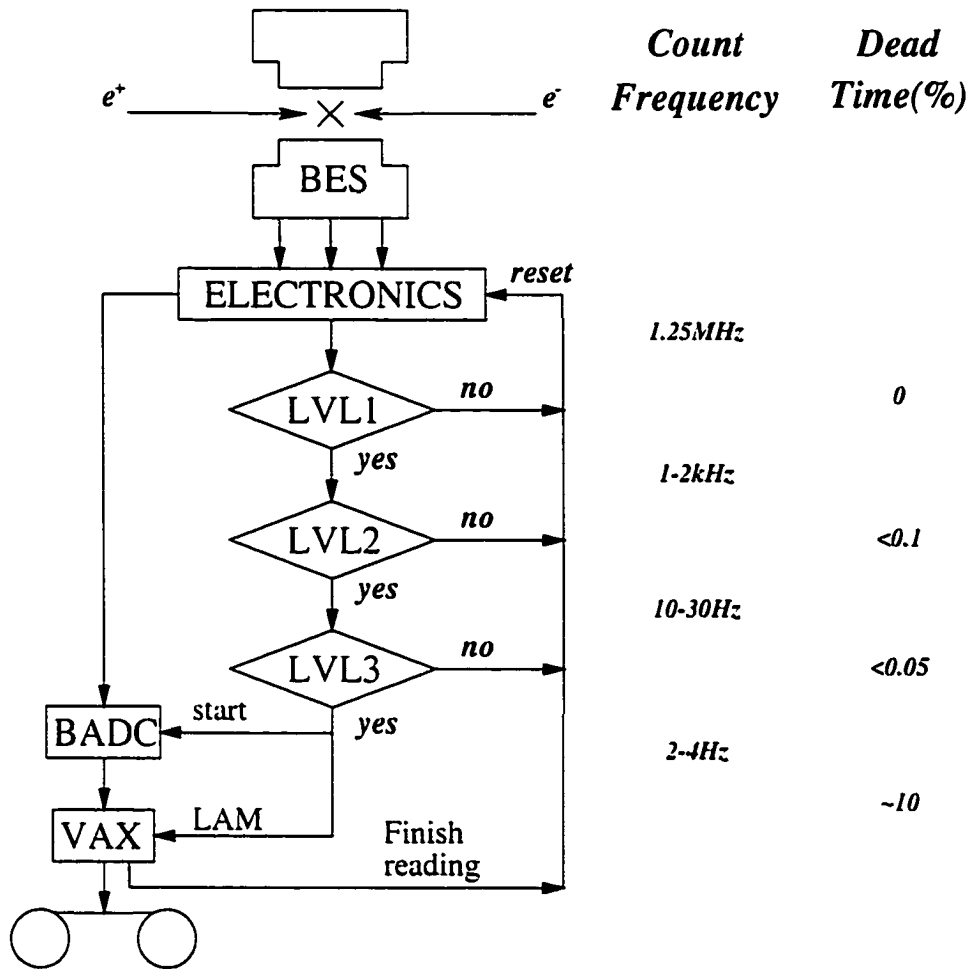 Count Dead
Frequency Time(%)
e+ e-
BES
reset
ELECTRONICS
1.25MHz
no
LVL1 0
yes
1-2kHz
no
LVL2 <0.1
yes
10-30Hz
no
LVL3 <0.05
start yes
BADC
2-4Hz
~10
LAM
VAX
Finish
reading